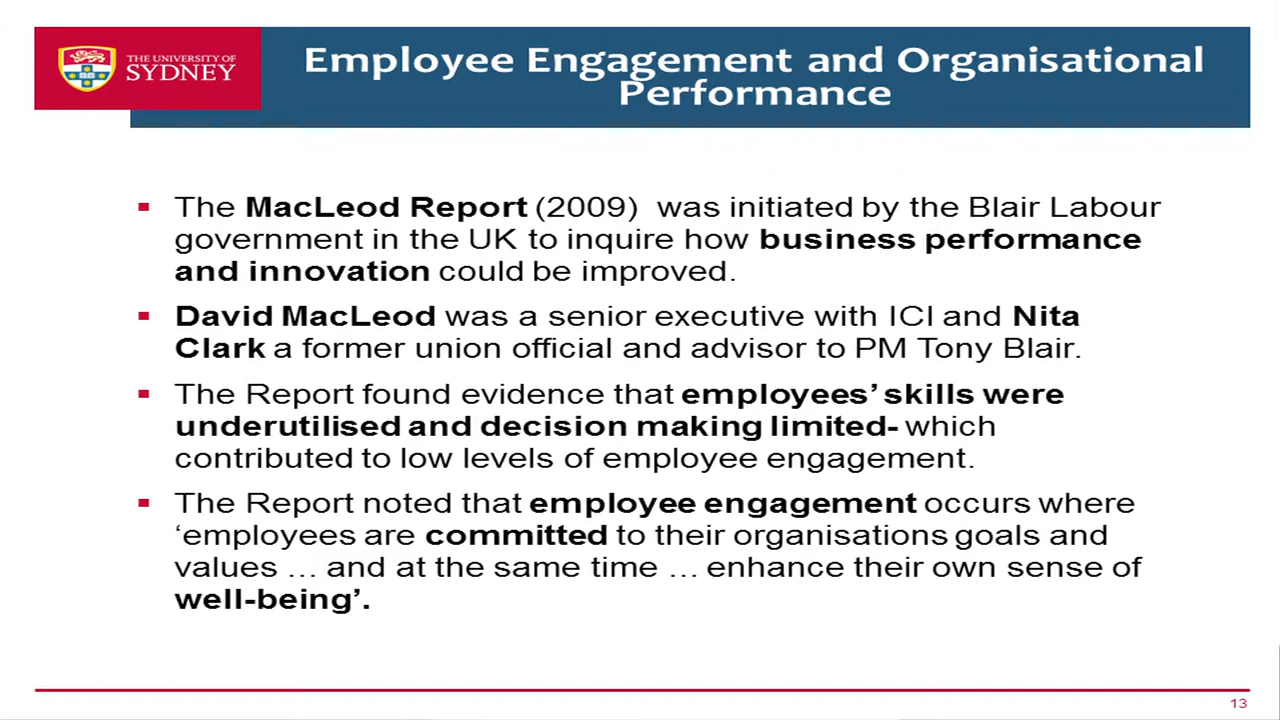 THE UNIVERSITY OF
SYDNEY
Employee Engagement and Organisational
Performance
▪ The MacLeod Report (2009) was initiated by the Blair Labour
government in the UK to inquire how business performance
and innovation could be improved.
▪ David MacLeod was a senior executive with ICI and Nita
Clark a former union official and advisor to PM Tony Blair.
▪ The Report found evidence that employees’ skills were
underutilised and decision making limited- which
contributed to low levels of employee engagement.
▪ The Report noted that employee engagement occurs where
‘employees are committed to their organisations goals and
values ... and at the same time ... enhance their own sense of
well-being’.
13